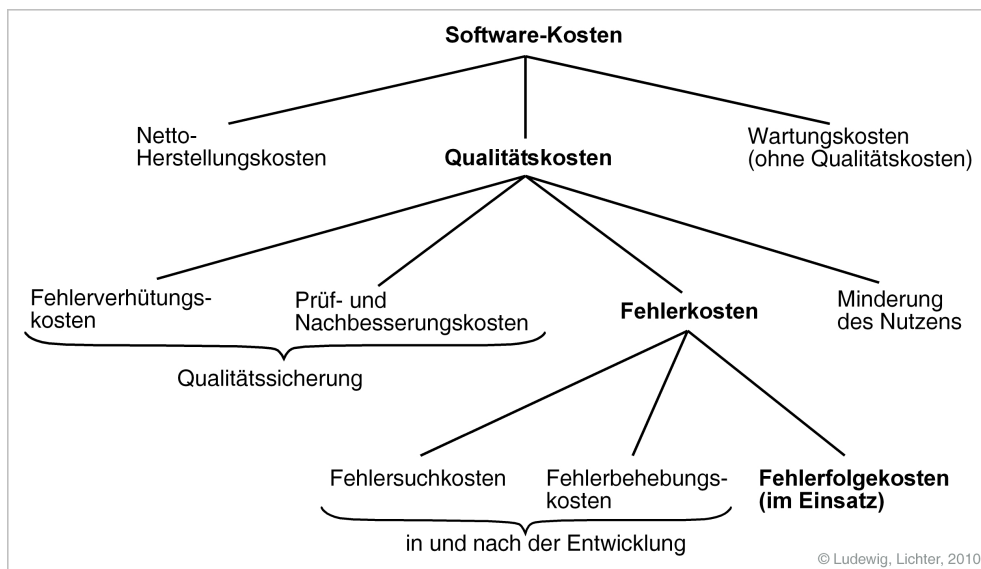 Software-Kosten
Netto-
Herstellungskosten
Qualitätskosten
Wartungskosten
(ohne Qualitätskosten)
Fehlerverhütungs-
kosten
Prüf- und
Nachbesserungskosten
Fehlerkosten
Minderung
des Nutzens
Qualitätssicherung
Fehlersuchkosten
Fehlerbehebungs-
kosten
Fehlerfolgekosten
(im Einsatz)
in und nach der Entwicklung
© Ludewig, Lichter, 2010